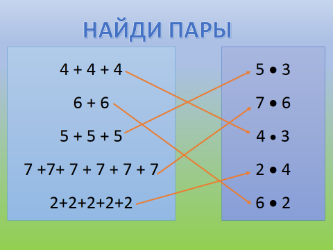 НАЙДИ ПАРЫ
4 + 4 + 4 5 • 3
6 + 6 7 • 6
5 + 5 + 5 4 • 3
7 +7+ 7 + 7 + 7 + 7 2 • 4
2+2+2+2+2 6 • 2